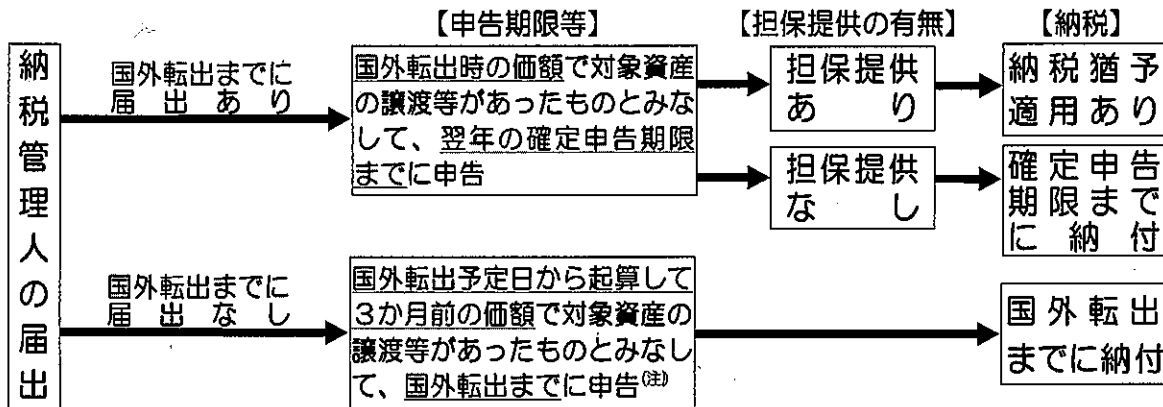 【申告期限等】
【担保提供の有無】
【納税】
納税管理人の届出
国外転出までに
届出あり
国外転出時の価額で対象資産
の譲渡等があったものとみな
して、翌年の確定申告期限
までに申告
担保提供
あり
納税猶予
適用あり
担保提供
なし
確定申告
期限まで
に納付
国外転出までに
届出なし
国外転出予定日から起算して
3か月前の価額で対象資産の
譲渡等があったものとみなし
て、国外転出までに申告(注)
国外転出
までに納付